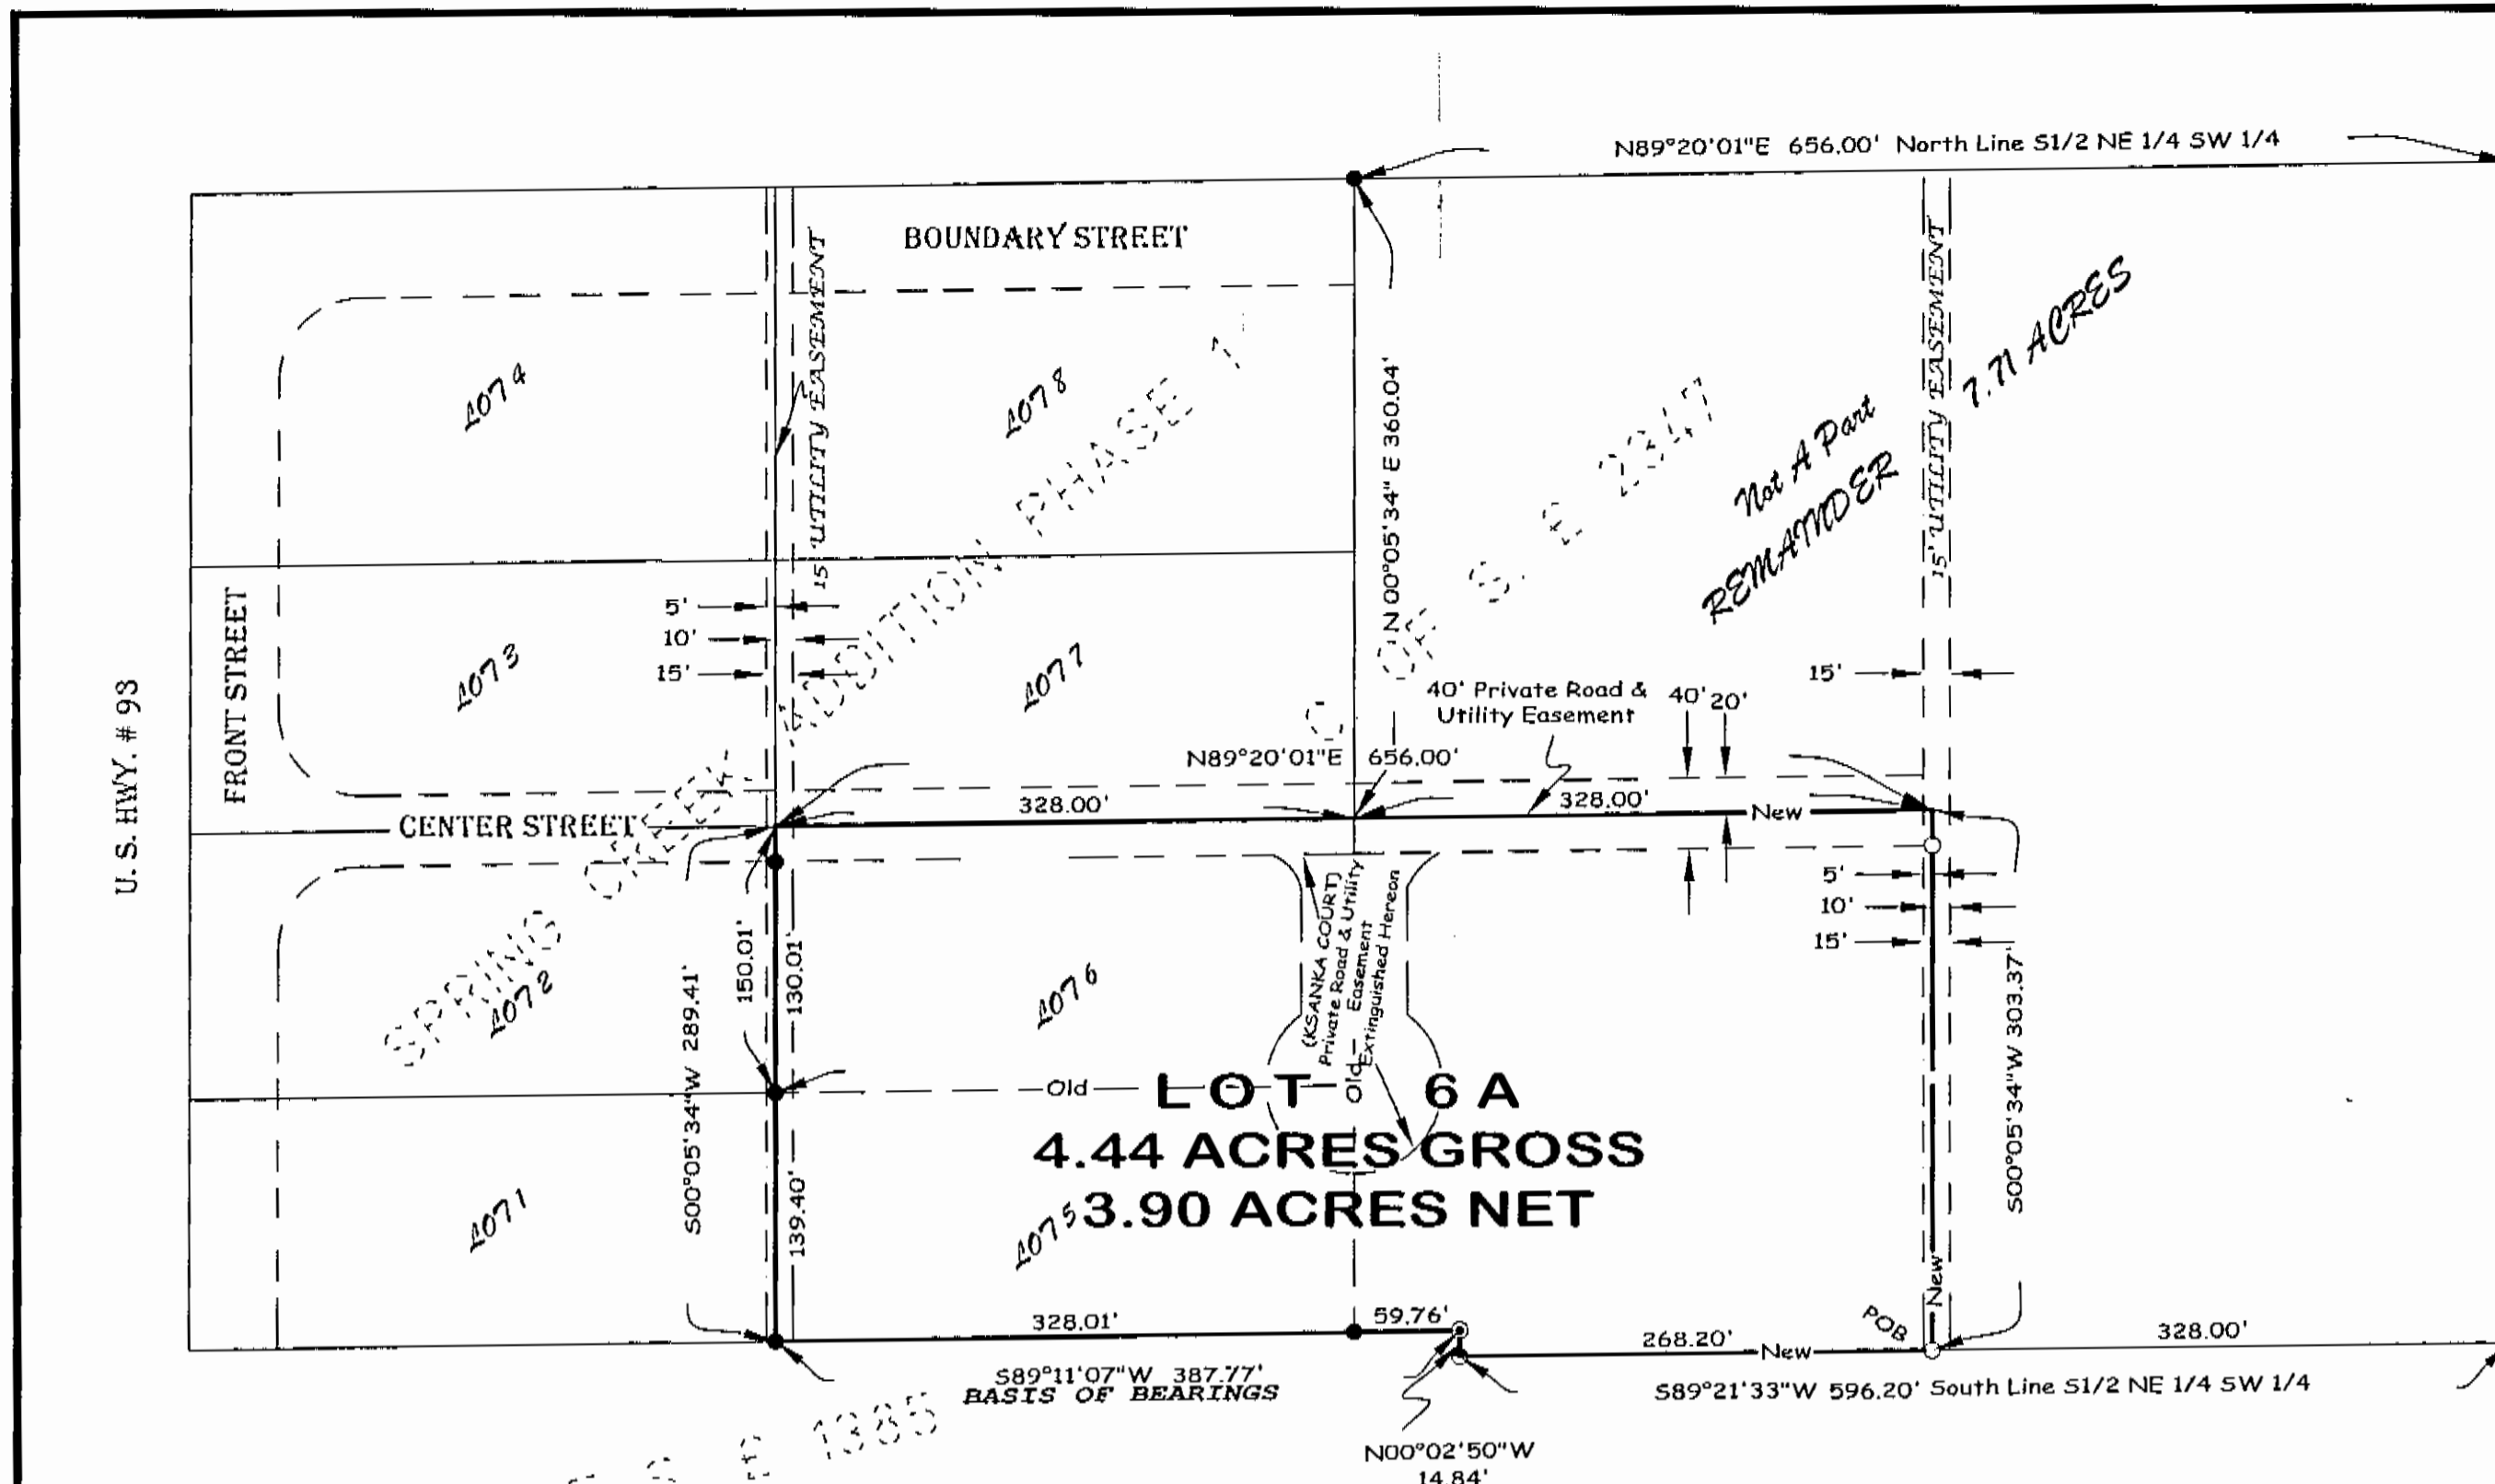 N89°20'01"E 656.00' North Line S1/2 NE 1/4 SW 1/4
BOUNDARY STREET
15' UTILITY EASEMENT
15' UTILITY EASEMENT
7.71 ACRES
Not A Part
REMAINDER
LOT 4
LOT 8
PHASE 1
C. OF S. # 2347
N 00°05'34" E 360.04'
U.S. HWY. # 93
FRONT STREET
LOT 3
LOT 7
5'
10'
15'
15'
40' Private Road &
Utility Easement
40' 20'
N89°20'01"E 656.00'
328.00'
328.00'
New
CENTER STREET
SPRINGS
ADDITION
5'
10'
15'
(KSANKA COURT)
Private Road & Utility
Easement
Extinguished Hereon
Old
150.01'
130.01'
S00°05'34"W 289.41'
S00°05'34"W 303.37'
LOT 2
LOT 6
Old
LOT 6A
4.44 ACRES GROSS
3.90 ACRES NET
LOT 1
LOT 5
139.40'
New
POB
328.01'
59.76'
268.20'
New
328.00'
S89°11'07"W 387.77'
BASIS OF BEARINGS
S89°21'33"W 596.20' South Line S1/2 NE 1/4 SW 1/4
1385
N00°02'50"W
14.84'